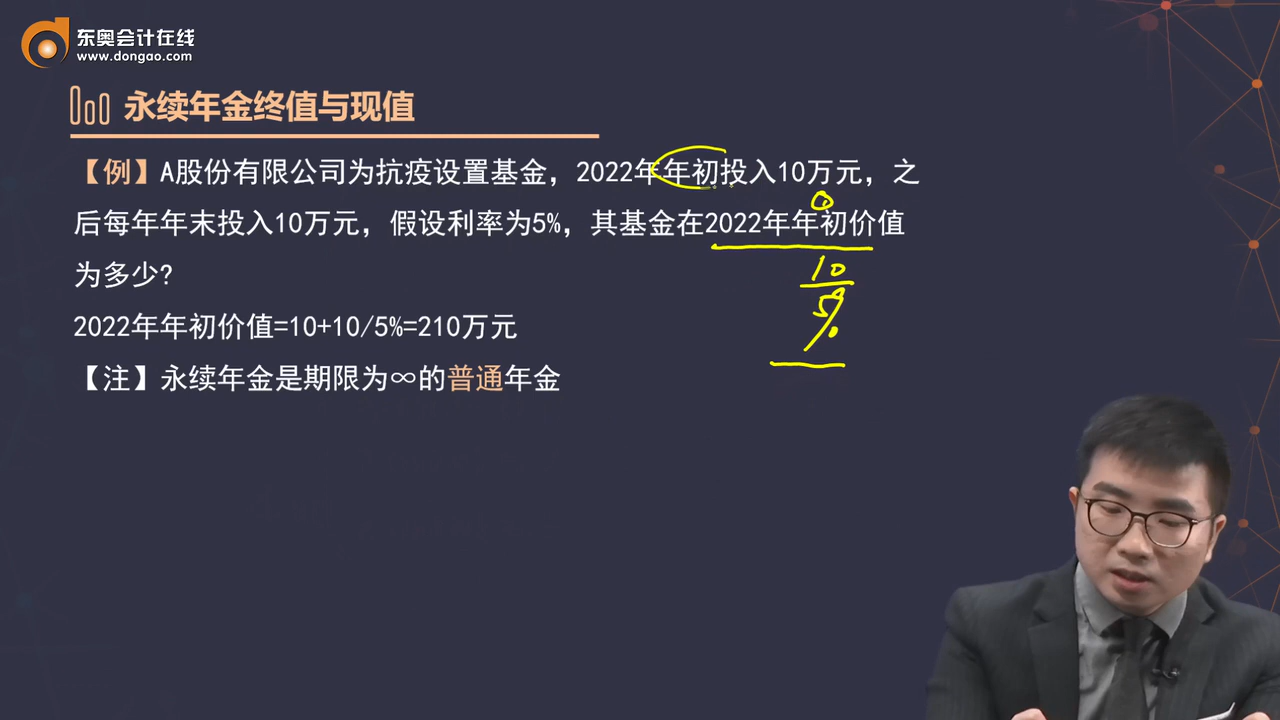 东奥会计在线
www.dongao.com
永续年金终值与现值
【例】A股份有限公司为抗疫设置基金，2022年年初投入10万元，之
后每年年末投入10万元，假设利率为5%，其基金在2022年年初价值
为多少?
2022年年初价值=10+10/5%=210万元
【注】永续年金是期限为∞的普通年金
0
10
5%